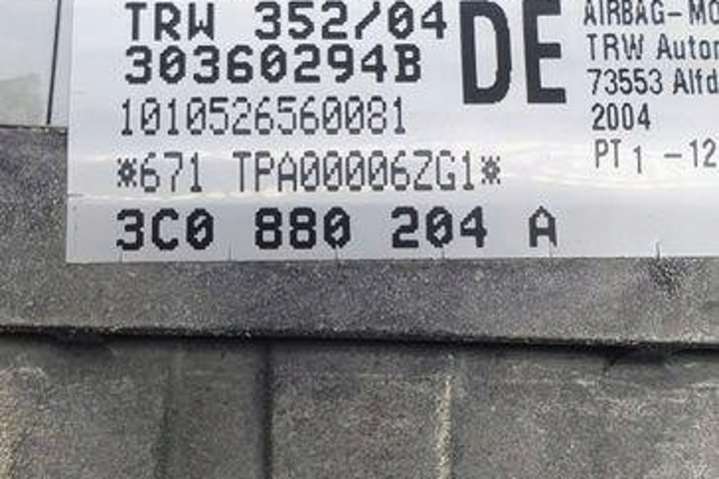 TRW 352/04
30360294B
1010526560081
*671 TPA00006ZG1*
3C0 880 204 A
DE
AIRBAG-MO
TRW Autom
73553 Alfd
2004
PT 1 -12